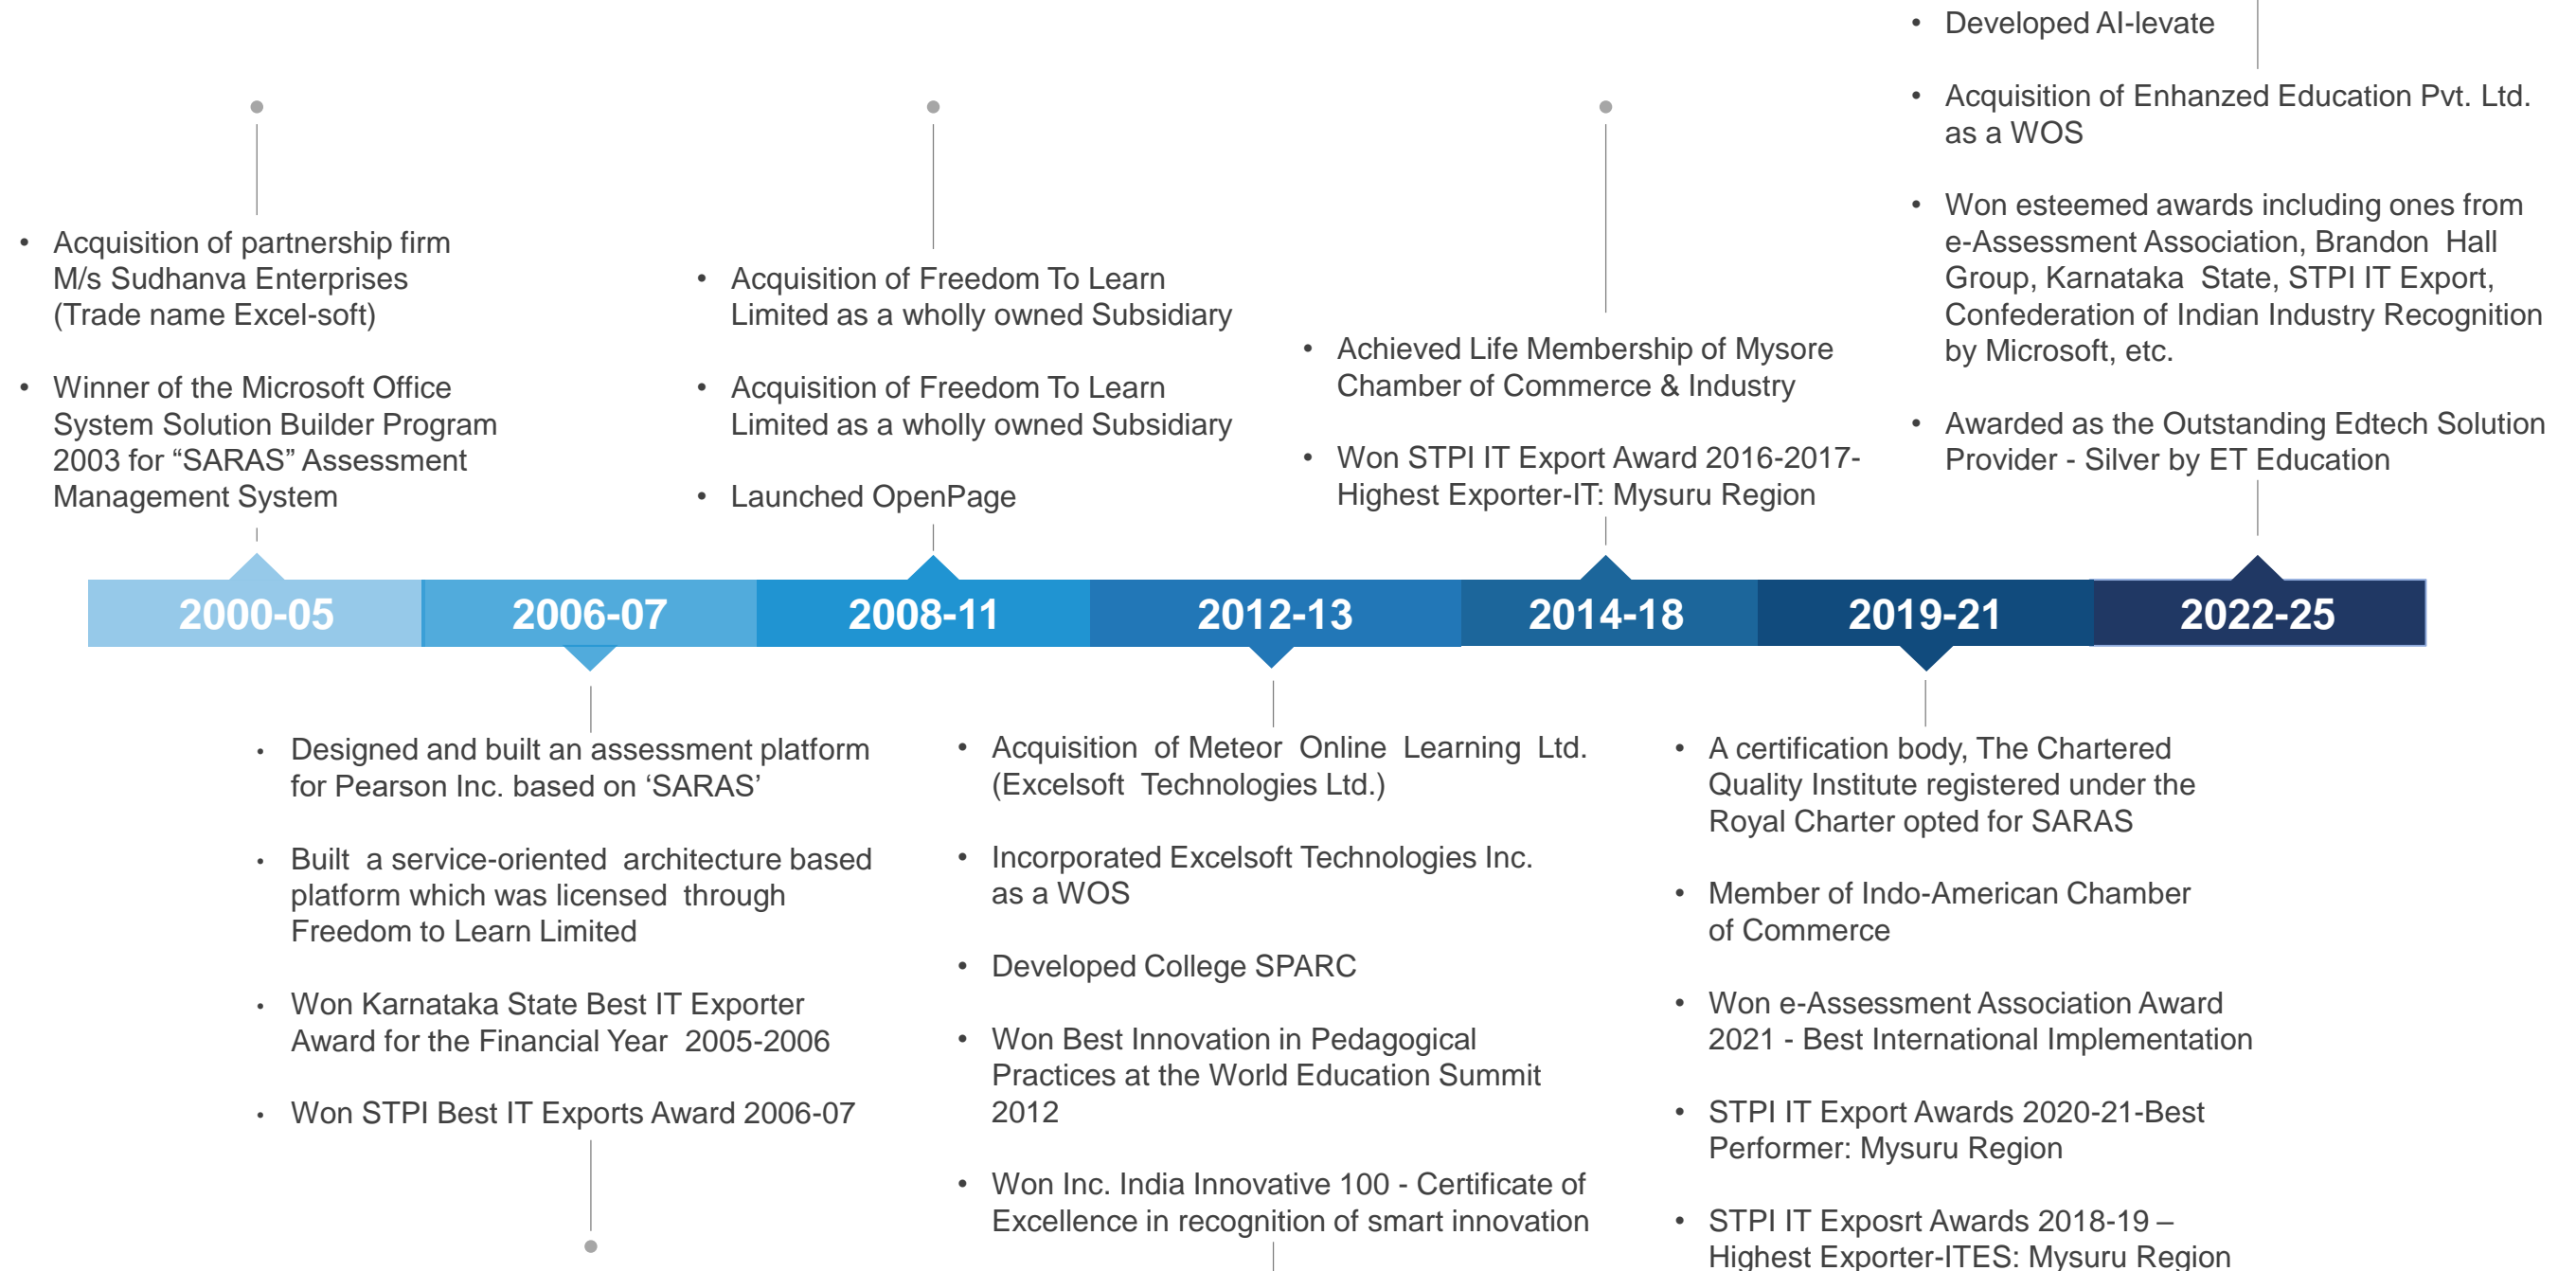 • Acquisition of partnership firm
M/s Sudhanva Enterprises
(Trade name Excel-soft)
• Winner of the Microsoft Office
System Solution Builder Program
2003 for “SARAS” Assessment
Management System
• Acquisition of Freedom To Learn
Limited as a wholly owned Subsidiary
• Acquisition of Freedom To Learn
Limited as a wholly owned Subsidiary
• Launched OpenPage
• Achieved Life Membership of Mysore
Chamber of Commerce & Industry
• Won STPI IT Export Award 2016-2017-
Highest Exporter-IT: Mysuru Region
• Developed AI-levate
• Acquisition of Enhanzed Education Pvt. Ltd.
as a WOS
• Won esteemed awards including ones from
e-Assessment Association, Brandon Hall
Group, Karnataka State, STPI IT Export,
Confederation of Indian Industry Recognition
by Microsoft, etc.
• Awarded as the Outstanding Edtech Solution
Provider - Silver by ET Education
2000-05 2006-07 2008-11 2012-13 2014-18 2019-21 2022-25
• Designed and built an assessment platform
for Pearson Inc. based on ‘SARAS’
• Built a service-oriented architecture based
platform which was licensed through
Freedom to Learn Limited
• Won Karnataka State Best IT Exporter
Award for the Financial Year 2005-2006
• Won STPI Best IT Exports Award 2006-07
• Acquisition of Meteor Online Learning Ltd.
(Excelsoft Technologies Ltd.)
• Incorporated Excelsoft Technologies Inc.
as a WOS
• Developed College SPARC
• Won Best Innovation in Pedagogical
Practices at the World Education Summit
2012
• Won Inc. India Innovative 100 - Certificate of
Excellence in recognition of smart innovation
• A certification body, The Chartered
Quality Institute registered under the
Royal Charter opted for SARAS
• Member of Indo-American Chamber
of Commerce
• Won e-Assessment Association Award
2021 - Best International Implementation
• STPI IT Export Awards 2020-21-Best
Performer: Mysuru Region
• STPI IT Exposrt Awards 2018-19 –
Highest Exporter-ITES: Mysuru Region